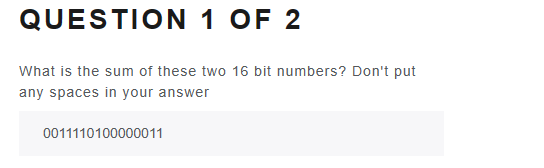 QUESTION 1 OF 2
What is the sum of these two 16 bit numbers? Don't put
any spaces in your answer
0011110100000011